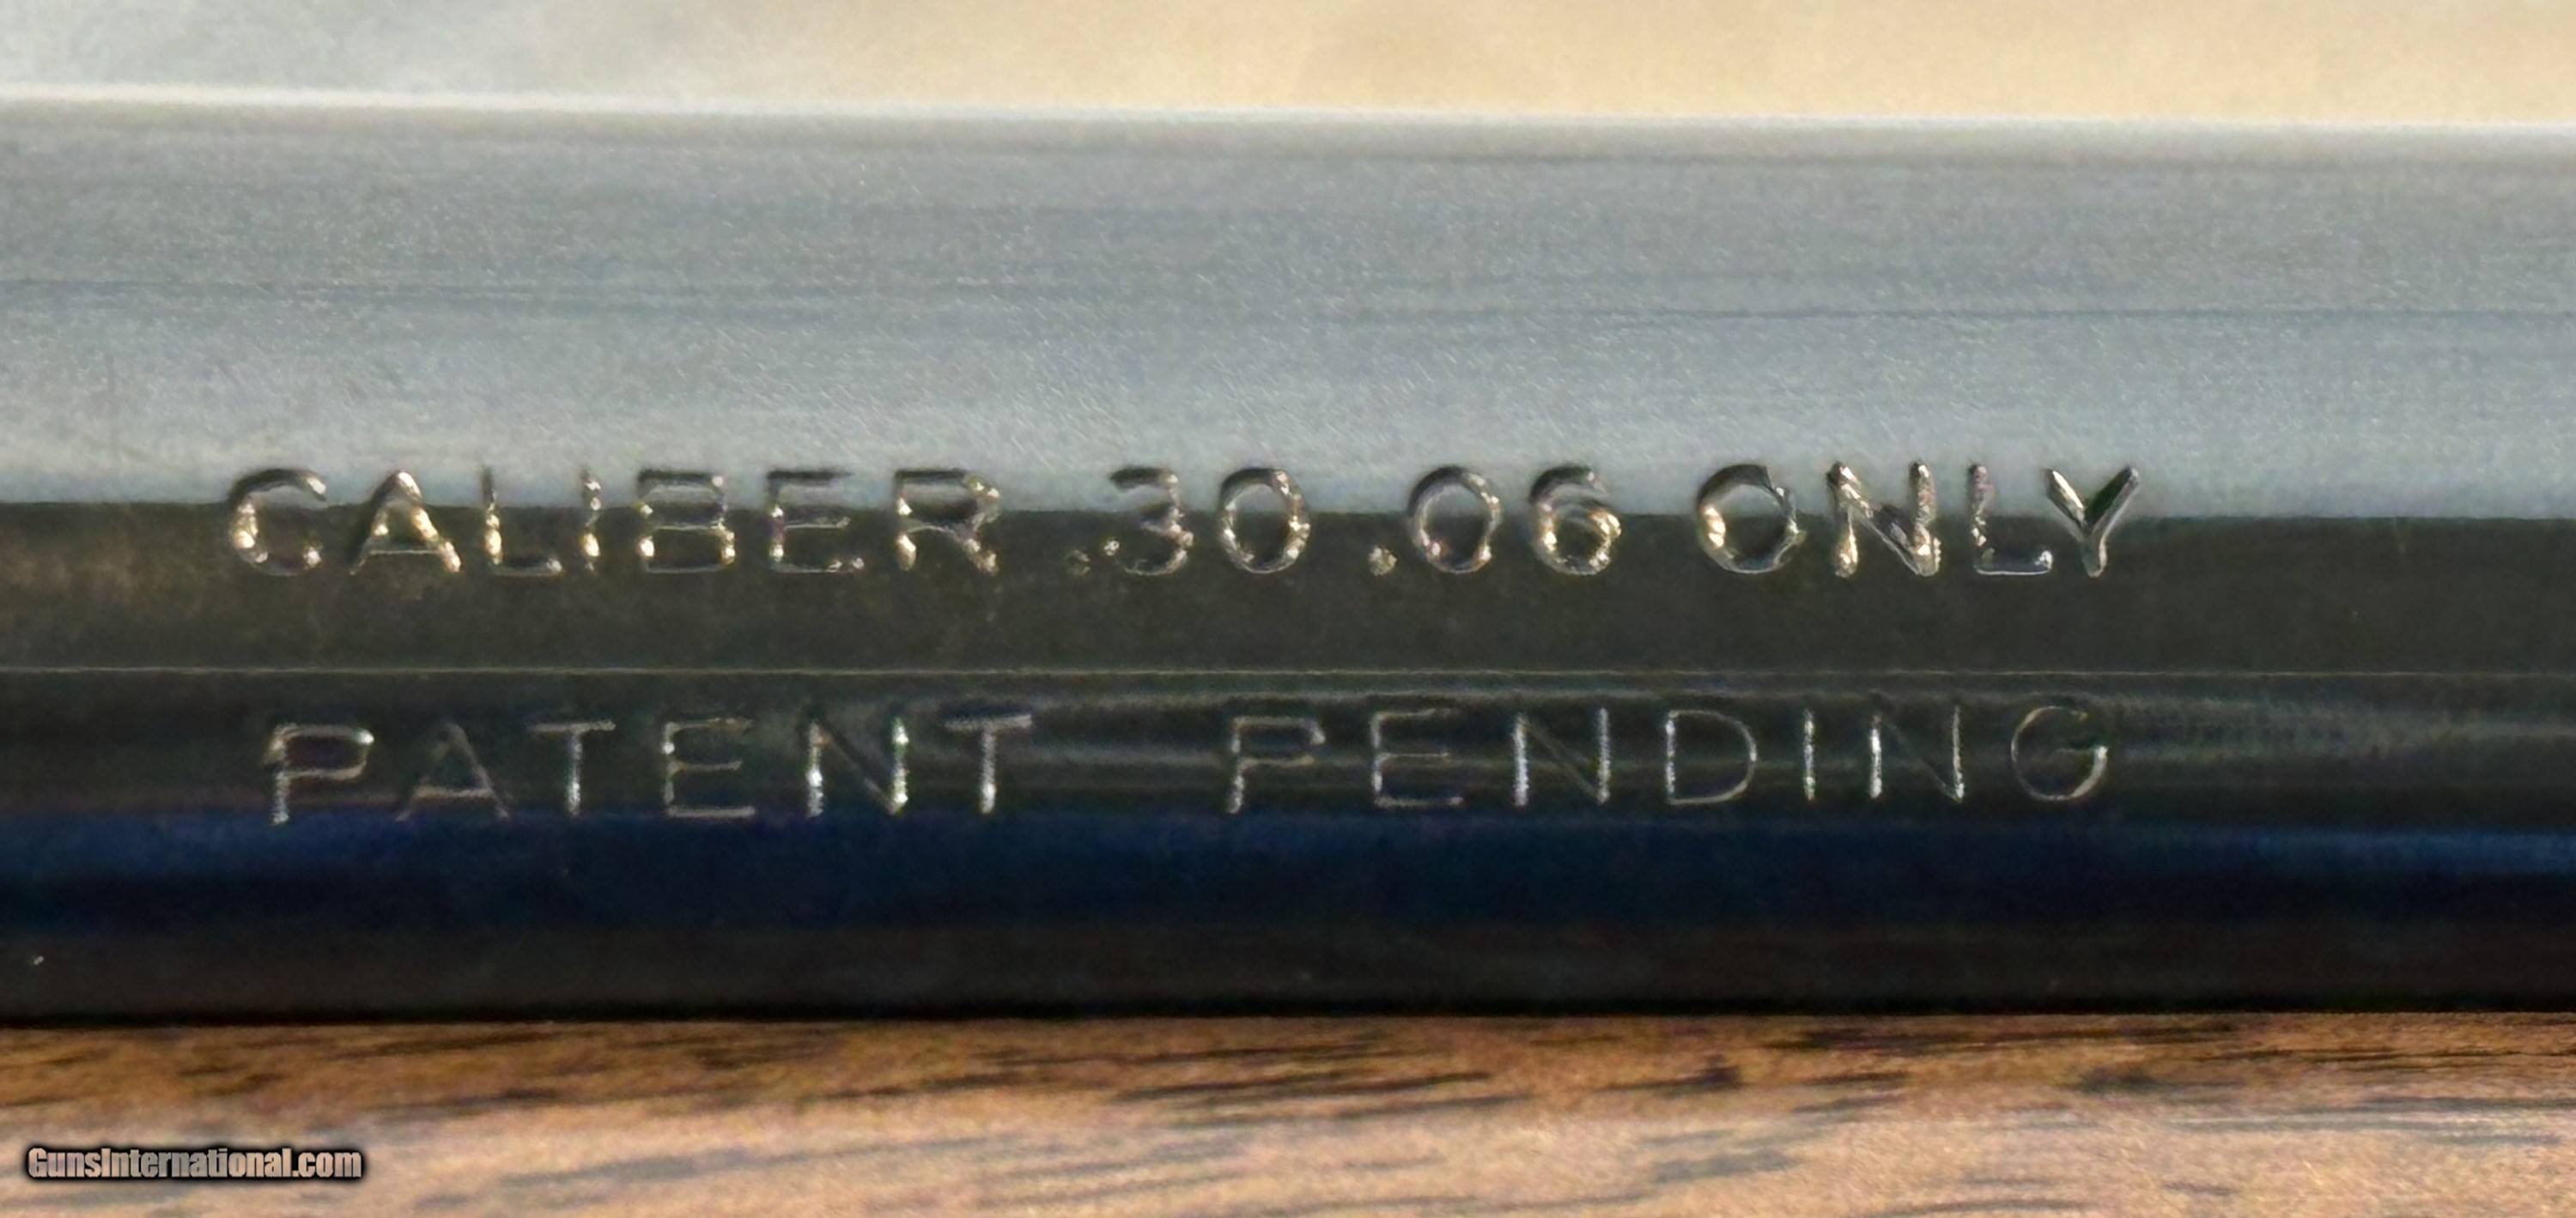 CALIBER .30 .06 ONLY
PATENT PENDING
GunsInternational.com